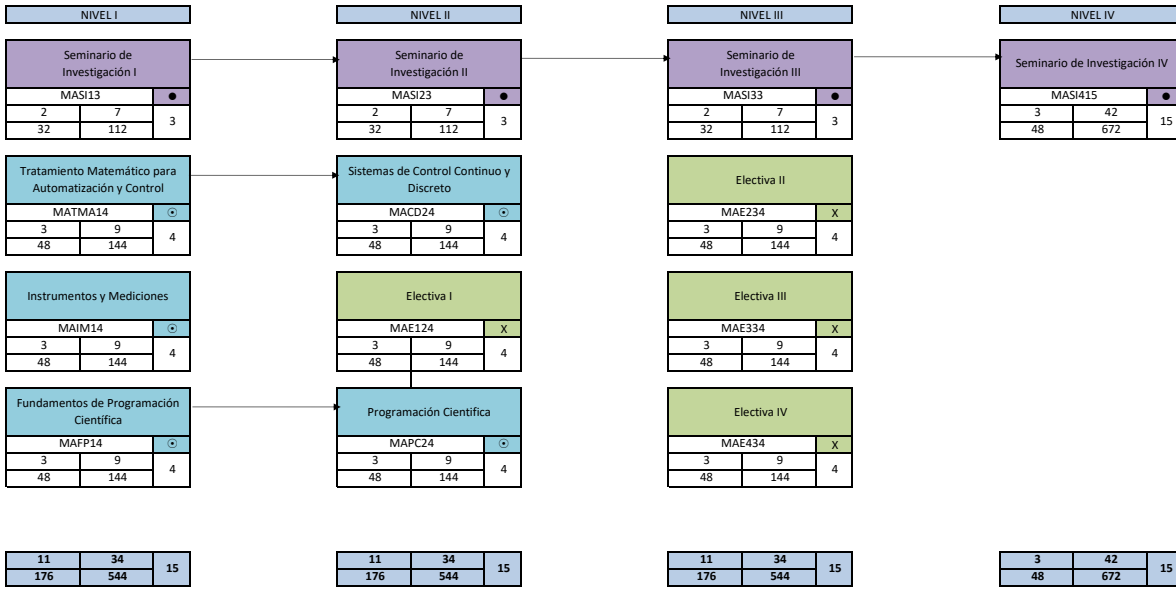 NIVEL I
NIVEL II
NIVEL III
NIVEL IV
Seminario de
Investigación I
MASI13 ●
2 7
3
32 112
Seminario de
Investigación II
MASI23 ●
2 7
3
32 112
Seminario de
Investigación III
MASI33 ●
2 7
3
32 112
Seminario de Investigación IV
MASI415 ●
3 42
15
48 672
Tratamiento Matemático para
Automatización y Control
MATMA14 ☉
3 9
4
48 144
Sistemas de Control Continuo y
Discreto
MACD24 ☉
3 9
4
48 144
Electiva II
MAE234 X
3 9
4
48 144
Instrumentos y Mediciones
MAIM14 ☉
3 9
4
48 144
Electiva I
MAE124 X
3 9
4
48 144
Electiva III
MAE334 X
3 9
4
48 144
Fundamentos de Programación
Científica
MAFP14 ☉
3 9
4
48 144
Programación Cientifica
MAPC24 ☉
3 9
4
48 144
Electiva IV
MAE434 X
3 9
4
48 144
11 34
15
176 544
11 34
15
176 544
11 34
15
176 544
3 42
15
48 672